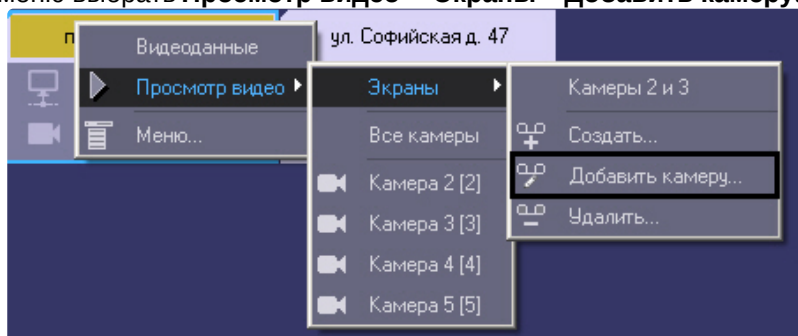 меню выбрать Просмотр видео – Экраны – Добавить камеру
п
ул. Софийская д. 47
Видеоданные
Просмотр видео
Меню...
Экраны
Все камеры
Камера 2 [2]
Камера 3 [3]
Камера 4 [4]
Камера 5 [5]
Камеры 2 и 3
Создать...
Добавить камеру...
Удалить...